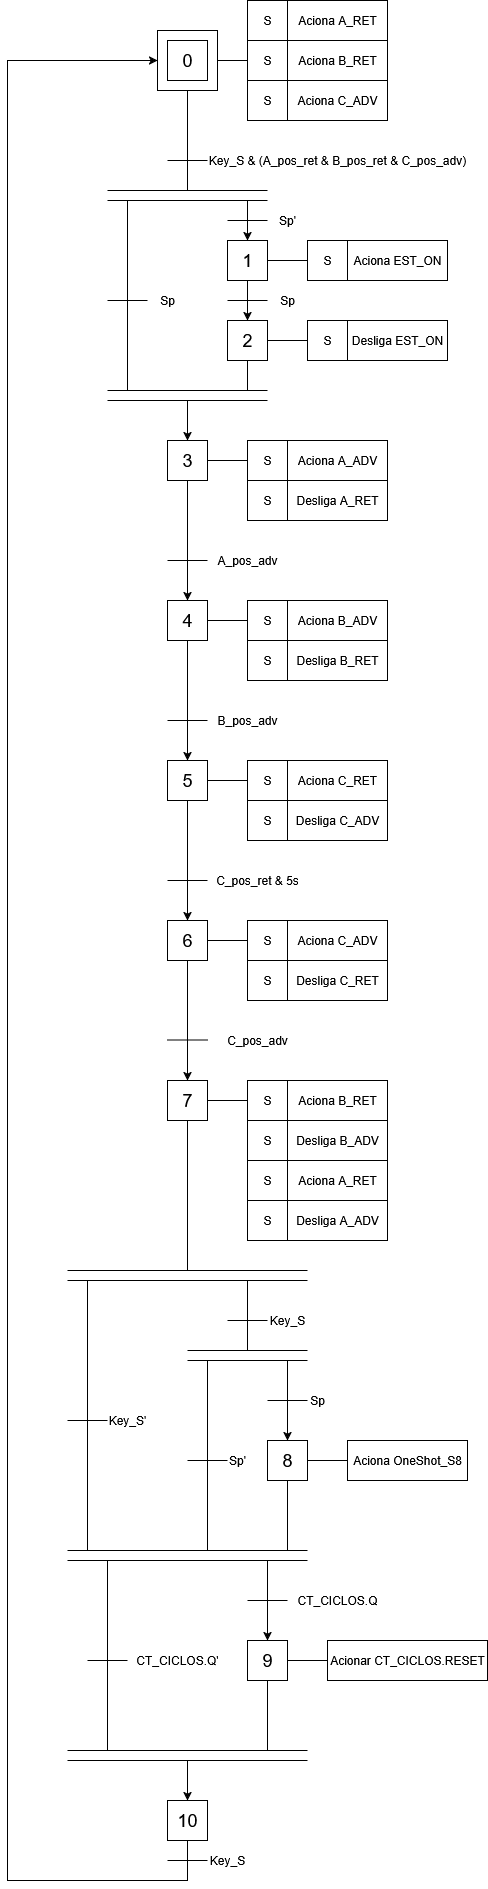 0
S Aciona A_RET
S Aciona B_RET
S Aciona C_ADV
Key_S & (A_pos_ret & B_pos_ret & C_pos_adv)
Sp'
1
S Aciona EST_ON
Sp
Sp
2
S Desliga EST_ON
3
S Aciona A_ADV
S Desliga A_RET
A_pos_adv
4
S Aciona B_ADV
S Desliga B_RET
B_pos_adv
5
S Aciona C_RET
S Desliga C_ADV
C_pos_ret & 5s
6
S Aciona C_ADV
S Desliga C_RET
C_pos_adv
7
S Aciona B_RET
S Desliga B_ADV
S Aciona A_RET
S Desliga A_ADV
Key_S
Sp
Key_S'
Sp'
8
Aciona OneShot_S8
CT_CICLOS.Q
CT_CICLOS.Q'
9
Acionar CT_CICLOS.RESET
10
Key_S